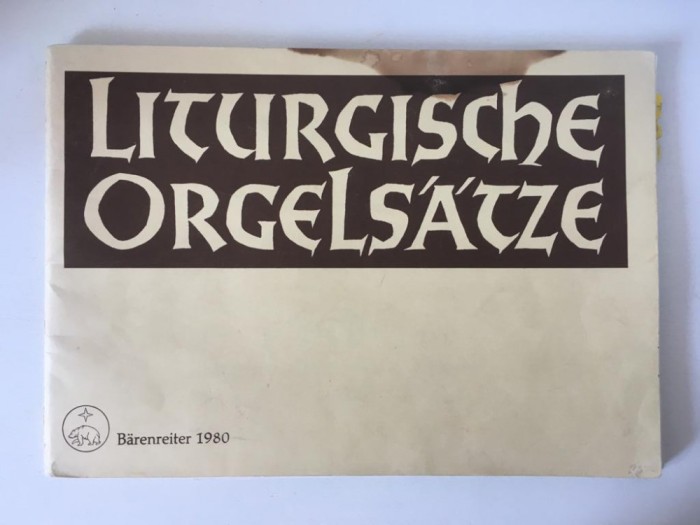 LITURGISCHE
ORGELSÄTZE
Bärenreiter 1980